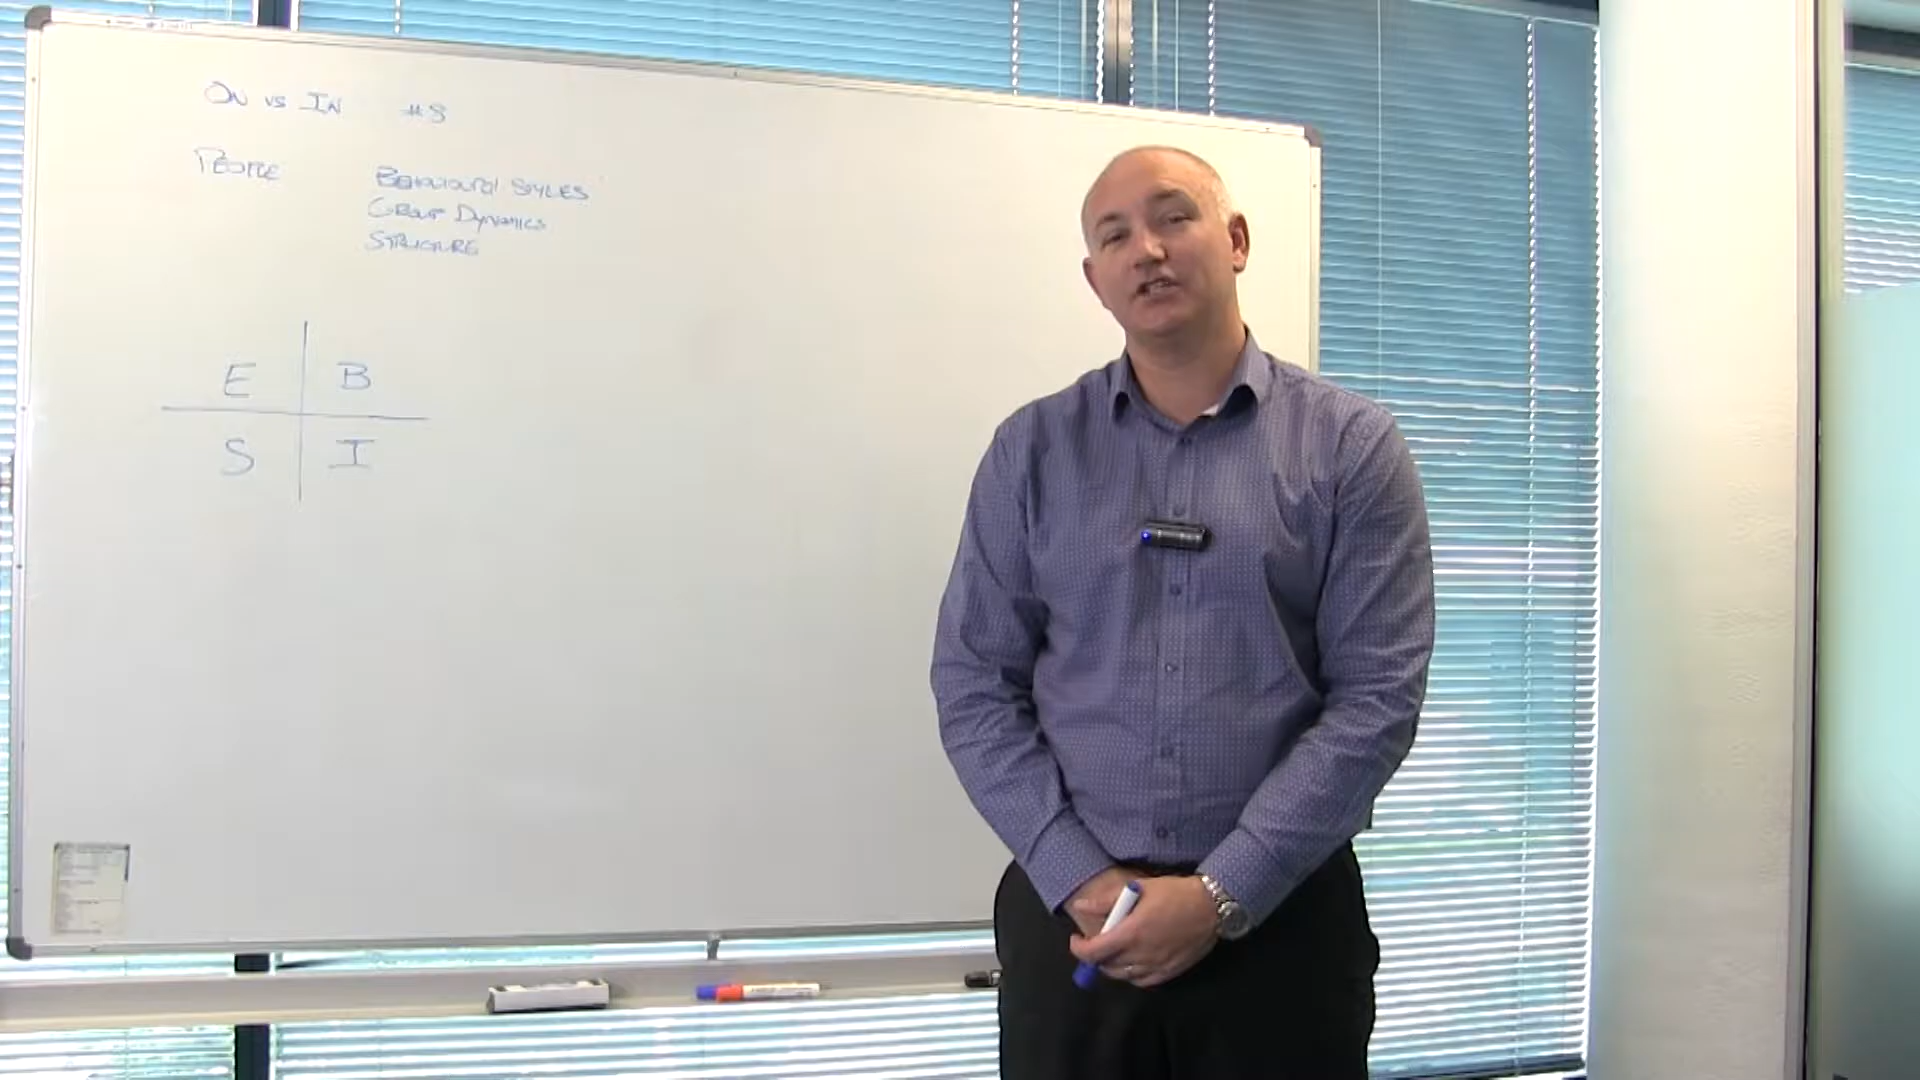 ON VS IN #8
PEOPLE BEHAVIOURAL STYLES
GROUP DYNAMICS
STRUCTURE
E B
S I